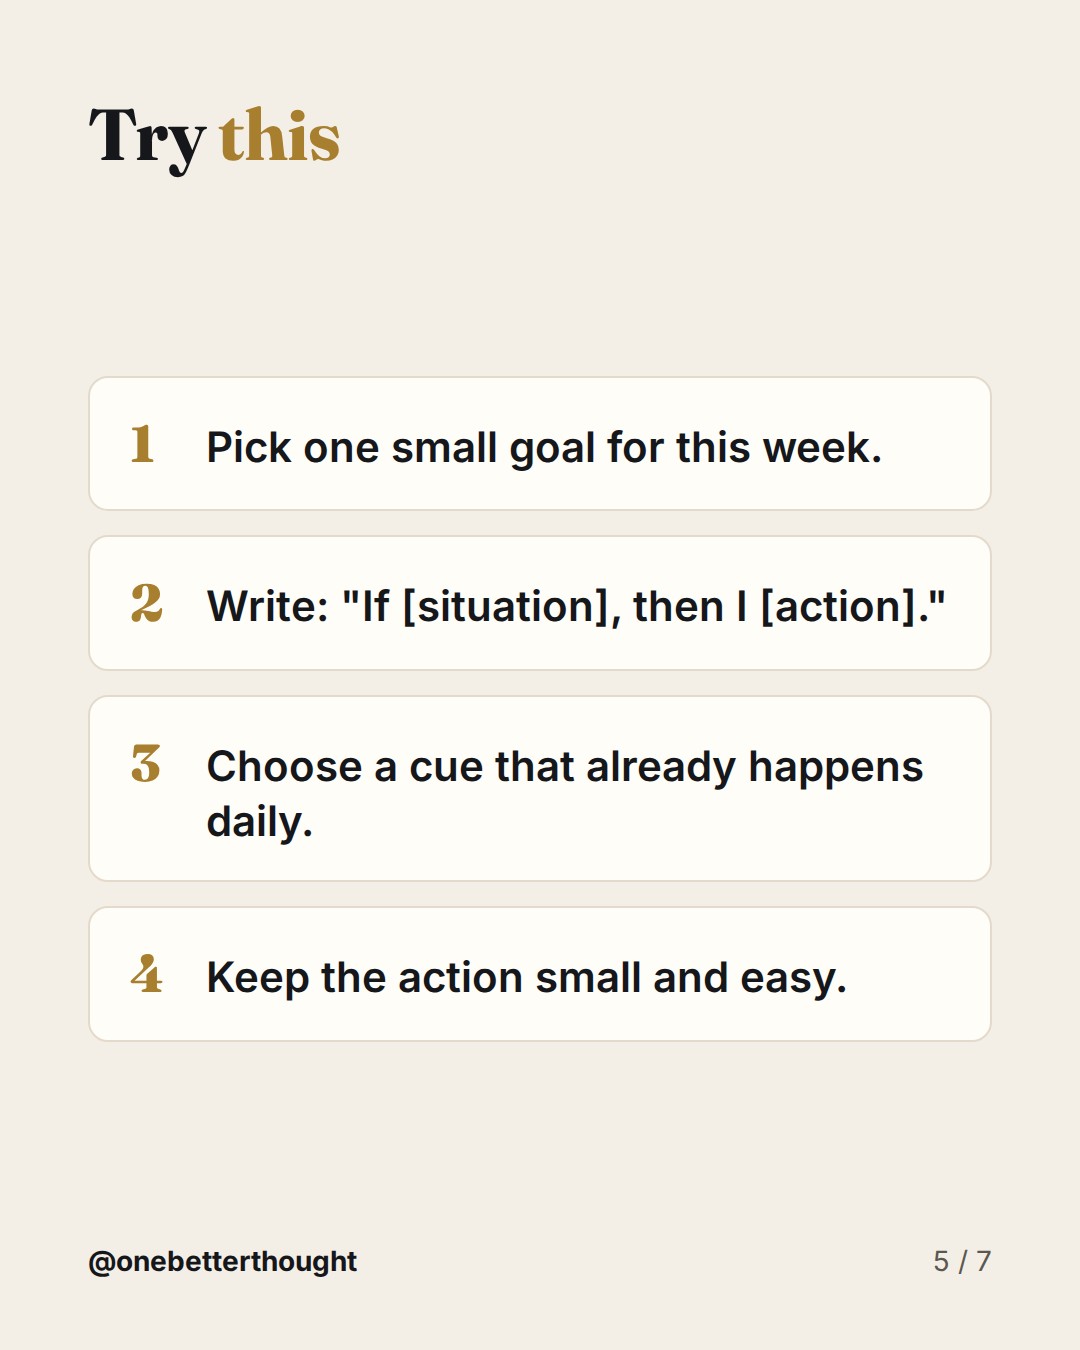 Try this
1 Pick one small goal for this week.
2 Write: "If [situation], then I [action]."
3 Choose a cue that already happens
daily.
4 Keep the action small and easy.
@onebetterthought
5 / 7